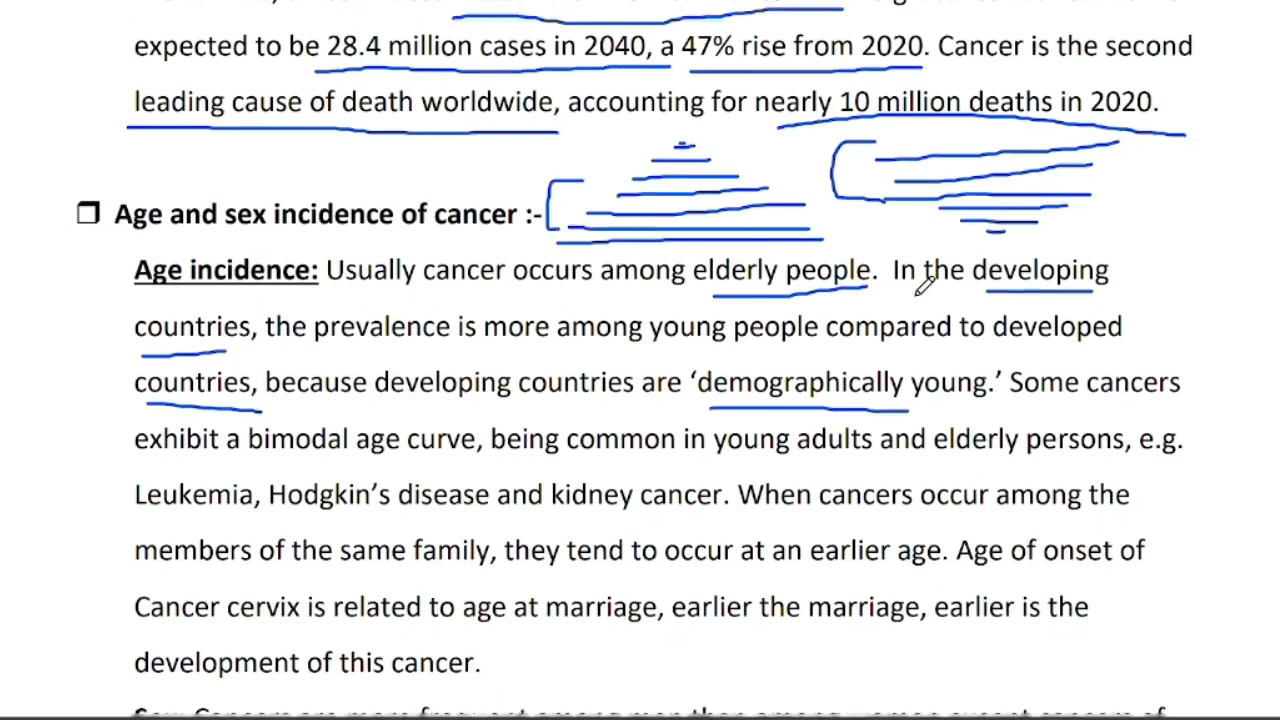 expected to be 28.4 million cases in 2040, a 47% rise from 2020. Cancer is the second
leading cause of death worldwide, accounting for nearly 10 million deaths in 2020.
❒ Age and sex incidence of cancer :-
Age incidence: Usually cancer occurs among elderly people. In the developing
countries, the prevalence is more among young people compared to developed
countries, because developing countries are ‘demographically young.’ Some cancers
exhibit a bimodal age curve, being common in young adults and elderly persons, e.g.
Leukemia, Hodgkin’s disease and kidney cancer. When cancers occur among the
members of the same family, they tend to occur at an earlier age. Age of onset of
Cancer cervix is related to age at marriage, earlier the marriage, earlier is the
development of this cancer.